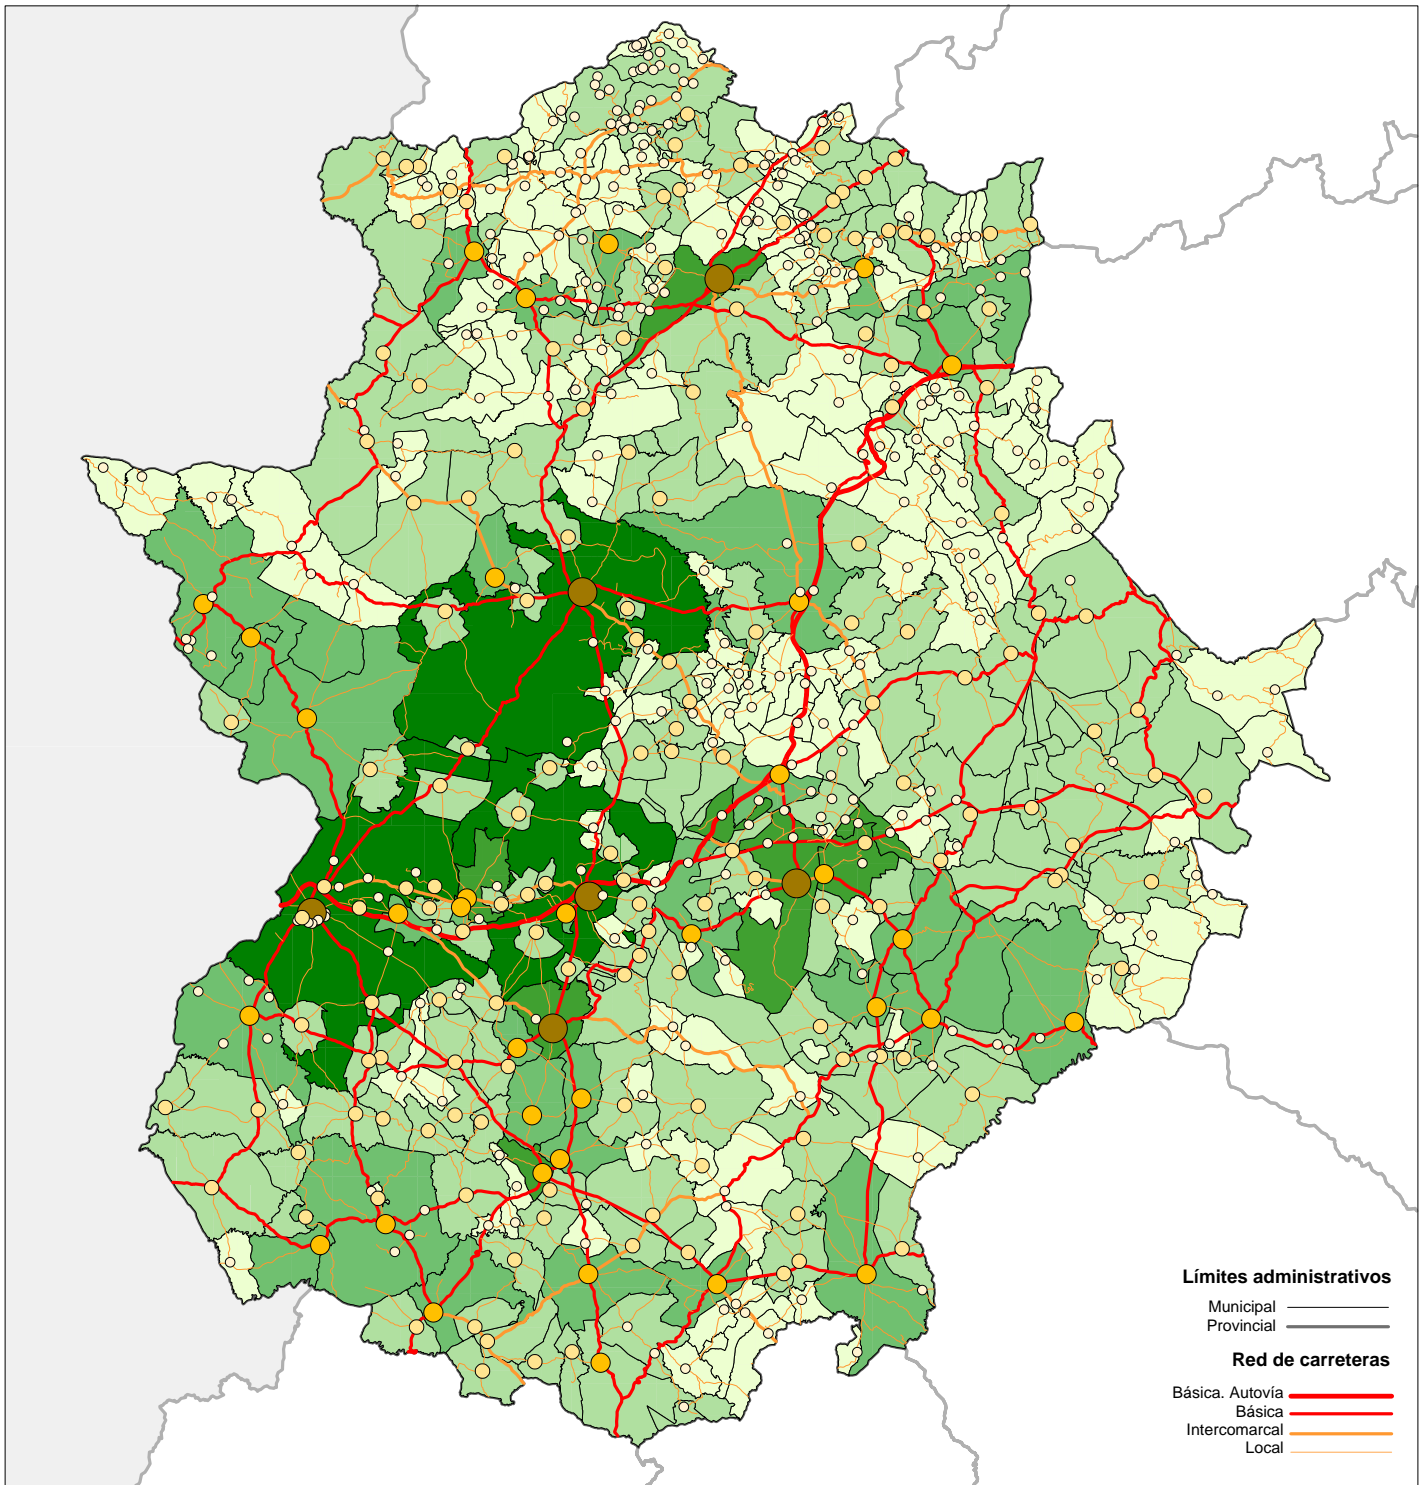 Límites administrativos
Municipal
Provincial
Red de carreteras
Básica. Autovía
Básica
Intercomarcal
Local